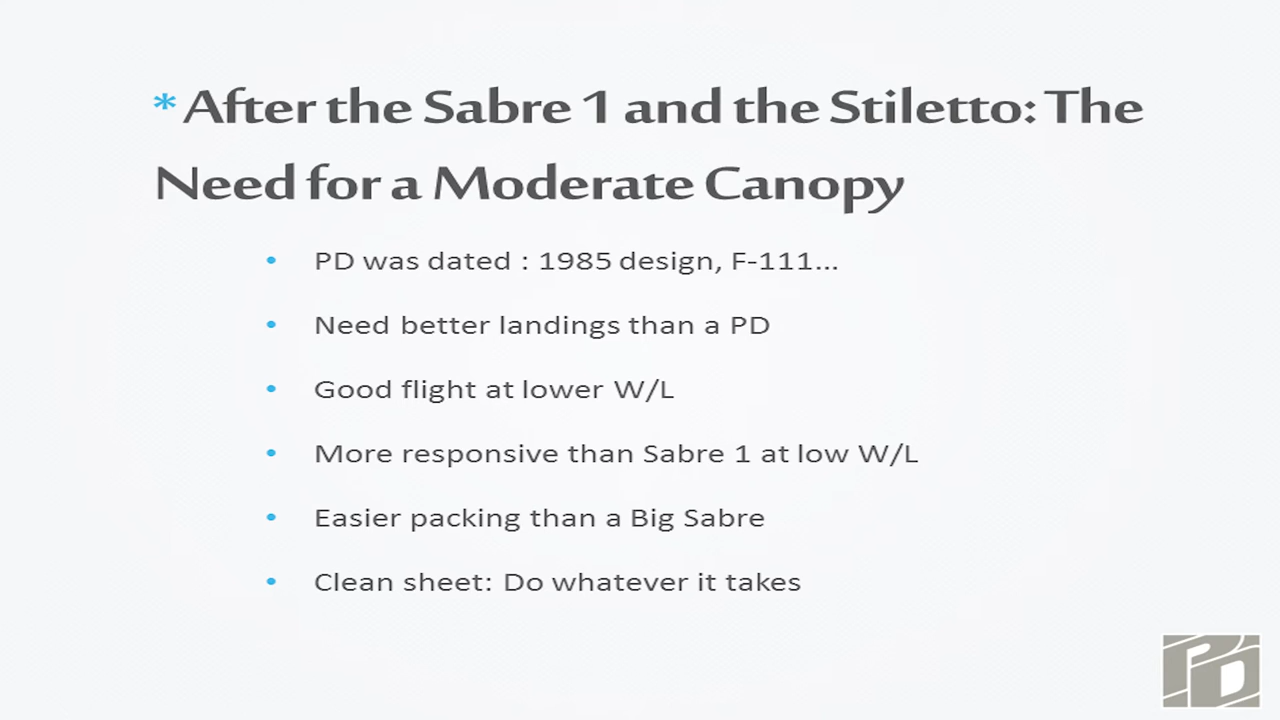 * After the Sabre 1 and the Stiletto: The
Need for a Moderate Canopy
• PD was dated : 1985 design, F-111...
• Need better landings than a PD
• Good flight at lower W/L
• More responsive than Sabre 1 at low W/L
• Easier packing than a Big Sabre
• Clean sheet: Do whatever it takes
PD